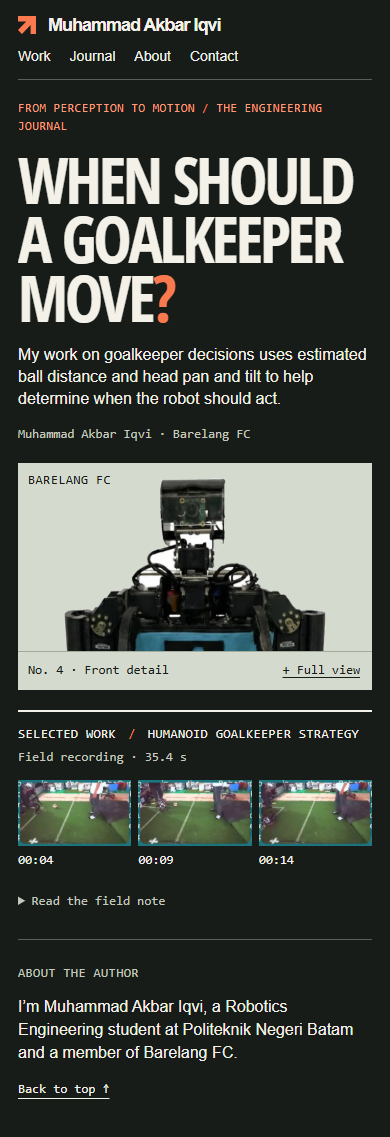 Muhammad Akbar Iqvi
Work Journal About Contact
FROM PERCEPTION TO MOTION / THE ENGINEERING
JOURNAL
WHEN SHOULD
A GOALKEEPER
MOVE?
My work on goalkeeper decisions uses estimated
ball distance and head pan and tilt to help
determine when the robot should act.
Muhammad Akbar Iqvi · Barelang FC
BARELANG FC
No. 4 · Front detail + Full view
SELECTED WORK / HUMANOID GOALKEEPER STRATEGY
Field recording · 35.4 s
00:04 00:09 00:14
▶ Read the field note
ABOUT THE AUTHOR
I’m Muhammad Akbar Iqvi, a Robotics
Engineering student at Politeknik Negeri Batam
and a member of Barelang FC.
Back to top ↑